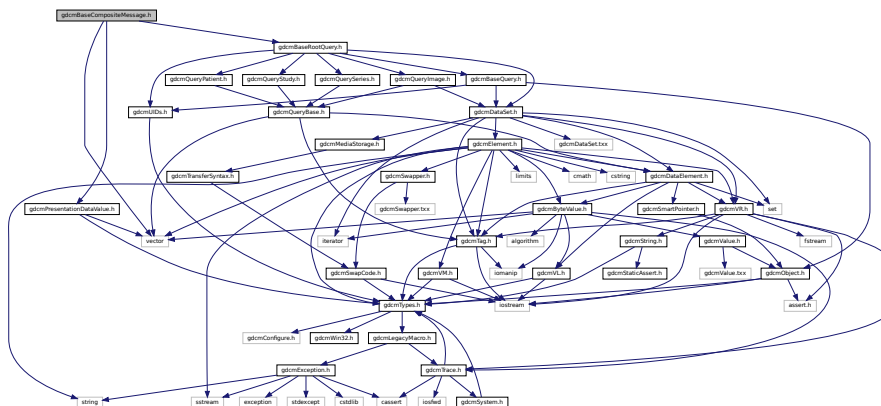 gdcmBaseCompositeMessage.h
gdcmBaseRootQuery.h
gdcmQueryPatient.h
gdcmQueryStudy.h
gdcmQuerySeries.h
gdcmQueryImage.h
gdcmBaseQuery.h
gdcmUIDs.h
gdcmQueryBase.h
gdcmDataSet.h
gdcmMediaStorage.h
gdcmElement.h
gdcmDataSet.txx
gdcmTransferSyntax.h
gdcmSwapper.h
limits
cmath
cstring
gdcmDataElement.h
gdcmPresentationDataValue.h
gdcmSwapper.txx
gdcmByteValue.h
gdcmSmartPointer.h
gdcmVR.h
set
vector
iterator
gdcmTag.h
algorithm
gdcmString.h
gdcmValue.h
fstream
gdcmSwapCode.h
gdcmVM.h
iomanip
gdcmVL.h
gdcmStaticAssert.h
gdcmValue.txx
gdcmObject.h
gdcmTypes.h
iostream
assert.h
gdcmConfigure.h
gdcmWin32.h
gdcmLegacyMacro.h
gdcmException.h
gdcmTrace.h
string
sstream
exception
stdexcept
cstdlib
cassert
iosfwd
gdcmSystem.h